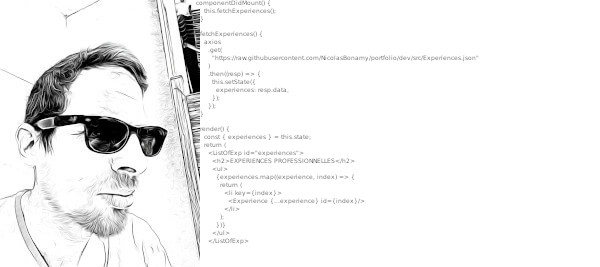 componentDidMount() {
this.fetchExperiences();
}
fetchExperiences() {
axios
.get(
"https://raw.githubusercontent.com/NicolasBonamy/portfolio/dev/src/Experiences.json"
)
.then((resp) => {
this.setState({
experiences: resp.data,
});
});
}
render() {
const { experiences } = this.state;
return (
<ListOfExp id="experiences">
<h2>EXPERIENCES PROFESSIONNELLES</h2>
<ul>
{experiences.map((experience, index) => {
return (
<li key={index}>
<Experience {...experience} id={index}/>
</li>
);
})}
</ul>
</ListOfExp>